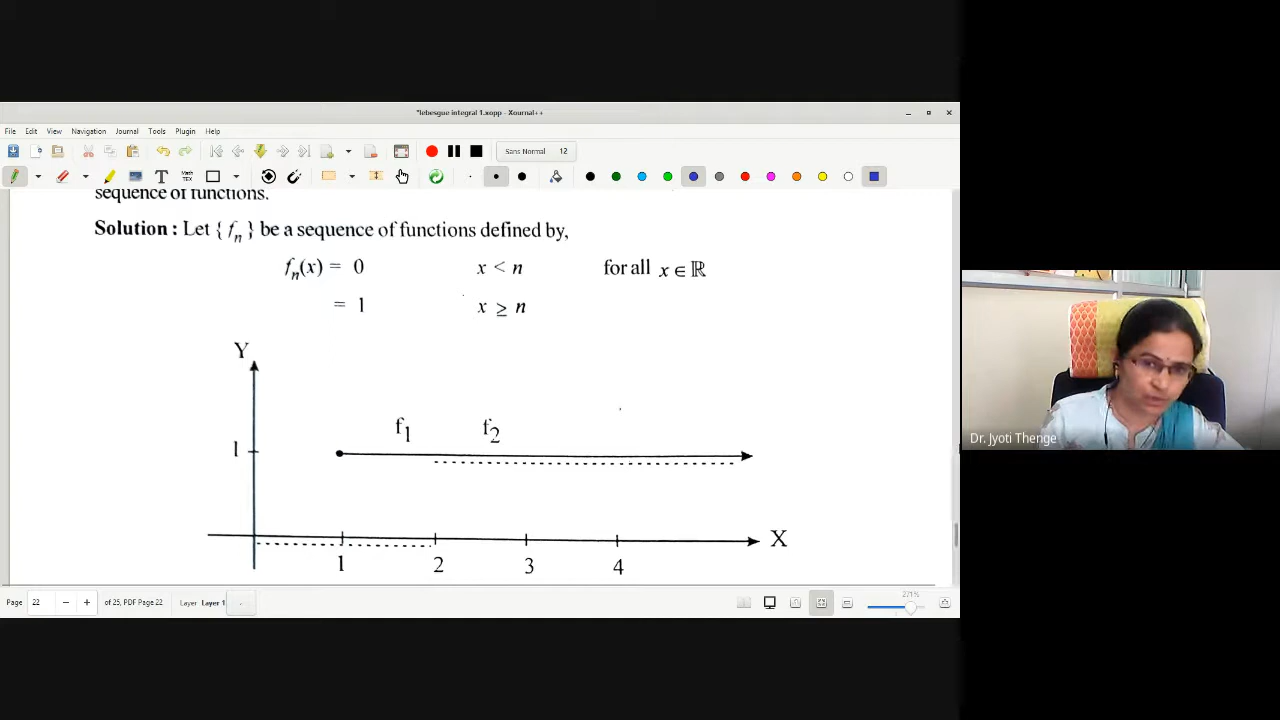 *lebesgue integral 1.xopp - Xournal++
File Edit View Navigation Journal Tools Plugin Help
Sans Normal 12
sequence of functions.
Solution : Let { fn } be a sequence of functions defined by,
fn(x) = 0 x < n for all x ∈ ℝ
= 1 x ≥ n
Y
f1 f2
1
X
1 2 3 4
Dr. Jyoti Thenge
Page 22 of 25, PDF Page 22 Layer Layer 1
271%